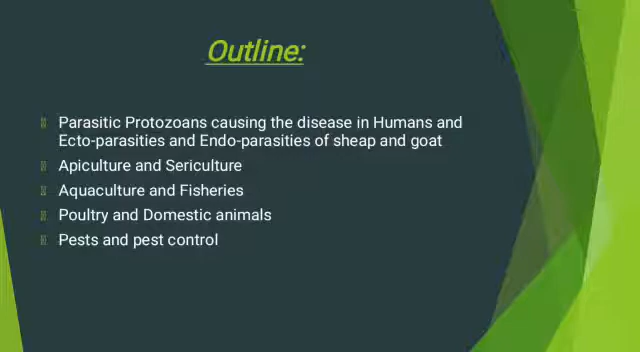 Outline:
Parasitic Protozoans causing the disease in Humans and
Ecto-parasities and Endo-parasities of sheap and goat
Apiculture and Sericulture
Aquaculture and Fisheries
Poultry and Domestic animals
Pests and pest control